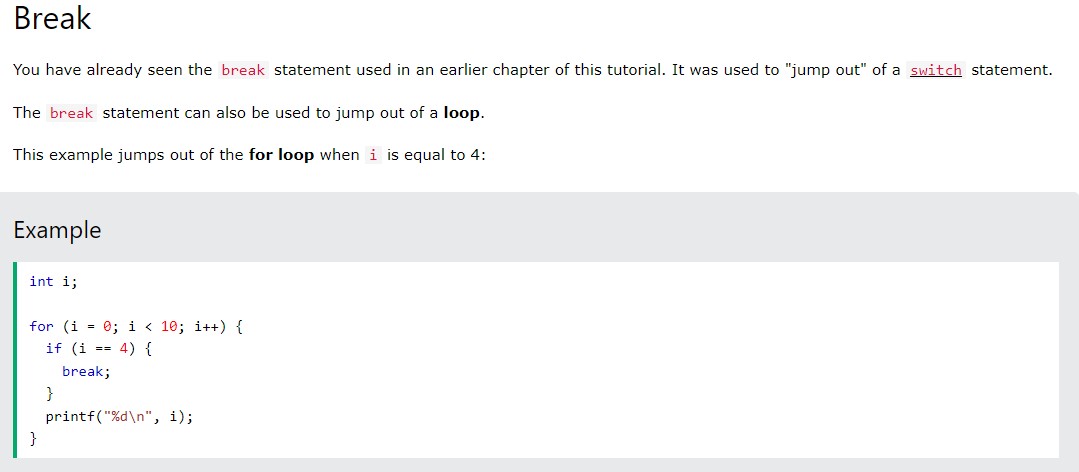 Break
You have already seen the break statement used in an earlier chapter of this tutorial. It was used to "jump out" of a switch statement.
The break statement can also be used to jump out of a loop.
This example jumps out of the for loop when i is equal to 4:
Example
int i;
for (i = 0; i < 10; i++) {
  if (i == 4) {
    break;
  }
  printf("%d\n", i);
}